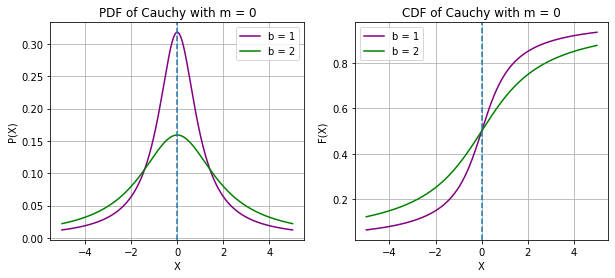 PDF of Cauchy with m = 0
b = 1
b = 2
P(X)
0.30
0.25
0.20
0.15
0.10
0.05
0.00
−4 −2 0 2 4
X
CDF of Cauchy with m = 0
b = 1
b = 2
F(X)
0.8
0.6
0.4
0.2
−4 −2 0 2 4
X